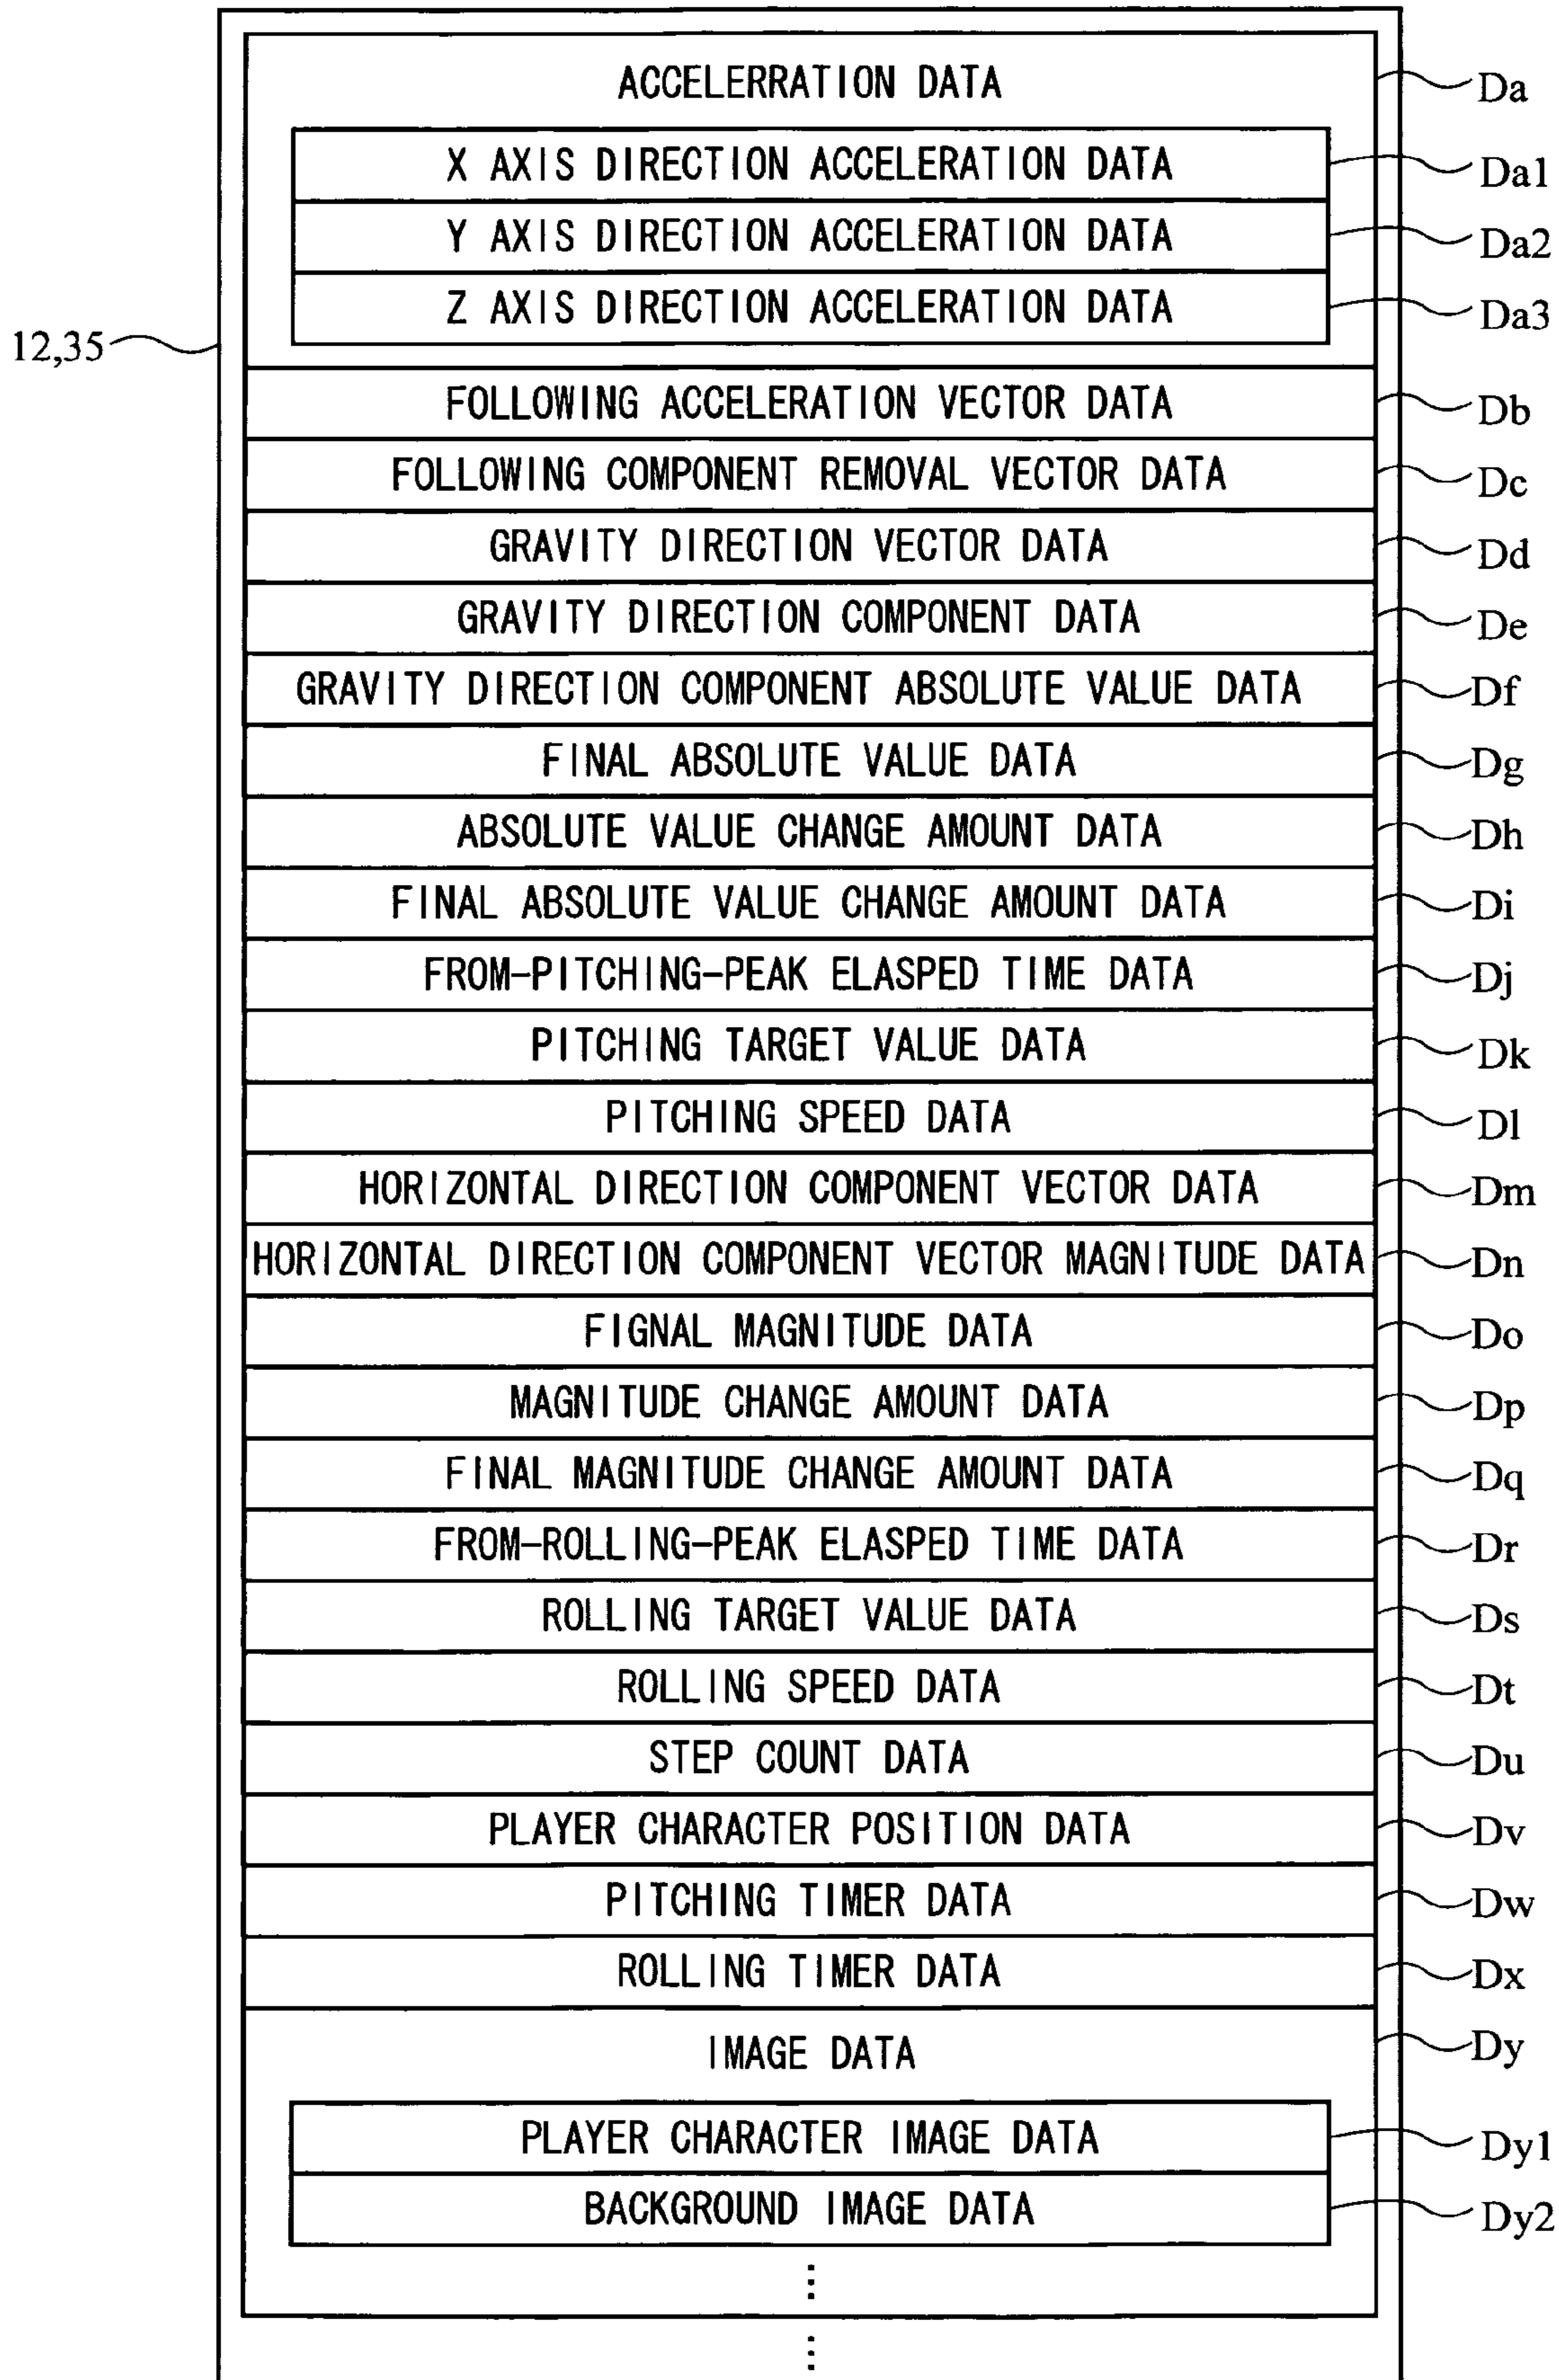 ACCELERRATION DATA Da
X AXIS DIRECTION ACCELERATION DATA Da1
Y AXIS DIRECTION ACCELERATION DATA Da2
Z AXIS DIRECTION ACCELERATION DATA Da3
12,35
FOLLOWING ACCELERATION VECTOR DATA Db
FOLLOWING COMPONENT REMOVAL VECTOR DATA Dc
GRAVITY DIRECTION VECTOR DATA Dd
GRAVITY DIRECTION COMPONENT DATA De
GRAVITY DIRECTION COMPONENT ABSOLUTE VALUE DATA Df
FINAL ABSOLUTE VALUE DATA Dg
ABSOLUTE VALUE CHANGE AMOUNT DATA Dh
FINAL ABSOLUTE VALUE CHANGE AMOUNT DATA Di
FROM-PITCHING-PEAK ELASPED TIME DATA Dj
PITCHING TARGET VALUE DATA Dk
PITCHING SPEED DATA Dl
HORIZONTAL DIRECTION COMPONENT VECTOR DATA Dm
HORIZONTAL DIRECTION COMPONENT VECTOR MAGNITUDE DATA Dn
FIGNAL MAGNITUDE DATA Do
MAGNITUDE CHANGE AMOUNT DATA Dp
FINAL MAGNITUDE CHANGE AMOUNT DATA Dq
FROM-ROLLING-PEAK ELASPED TIME DATA Dr
ROLLING TARGET VALUE DATA Ds
ROLLING SPEED DATA Dt
STEP COUNT DATA Du
PLAYER CHARACTER POSITION DATA Dv
PITCHING TIMER DATA Dw
ROLLING TIMER DATA Dx
IMAGE DATA Dy
PLAYER CHARACTER IMAGE DATA Dy1
BACKGROUND IMAGE DATA Dy2